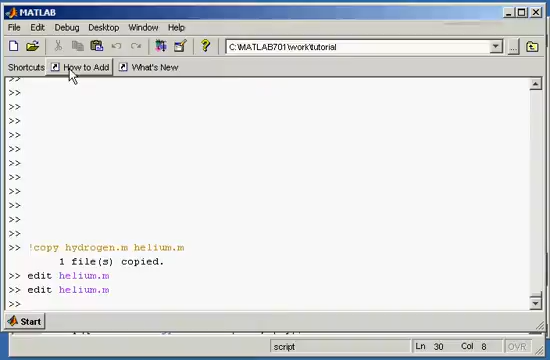 MATLAB
File Edit Debug Desktop Window Help
C:\MATLAB701\work\tutorial ...
Shortcuts How to Add What's New
>>
>>
>>
>>
>>
>>
>>
>>
>>
>>
>>
>>
>> !copy hydrogen.m helium.m
1 file(s) copied.
>> edit helium.m
>> edit helium.m
>>
Start
script Ln 30 Col 8 OVR